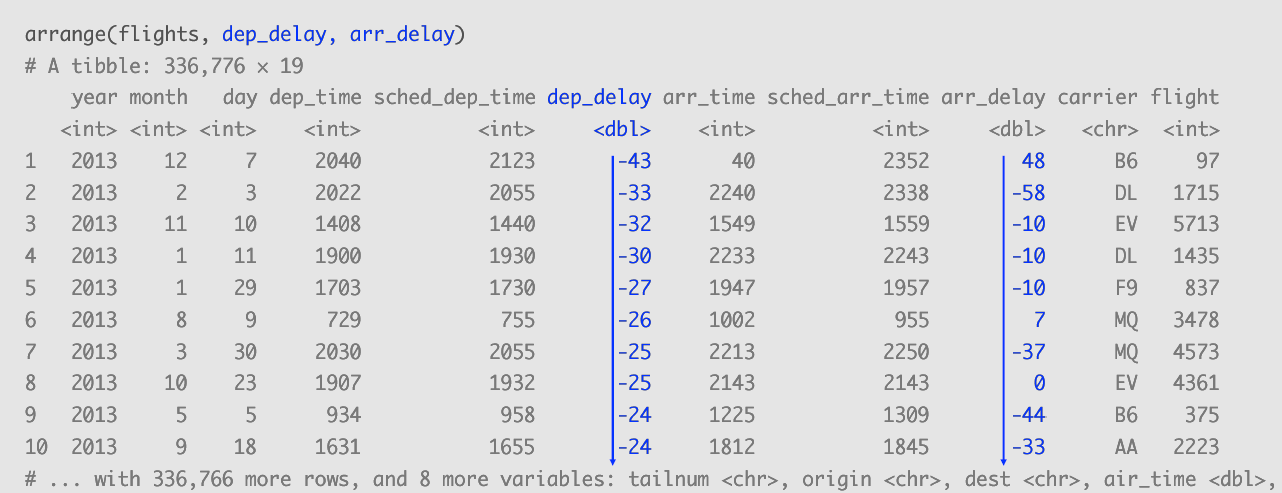 arrange(flights, dep_delay, arr_delay)
# A tibble: 336,776 × 19
year month day dep_time sched_dep_time dep_delay arr_time sched_arr_time arr_delay carrier flight
<int> <int> <int> <int> <int> <dbl> <int> <int> <dbl> <chr> <int>
1 2013 12 7 2040 2123 -43 40 2352 48 B6 97
2 2013 2 3 2022 2055 -33 2240 2338 -58 DL 1715
3 2013 11 10 1408 1440 -32 1549 1559 -10 EV 5713
4 2013 1 11 1900 1930 -30 2233 2243 -10 DL 1435
5 2013 1 29 1703 1730 -27 1947 1957 -10 F9 837
6 2013 8 9 729 755 -26 1002 955 7 MQ 3478
7 2013 3 30 2030 2055 -25 2213 2250 -37 MQ 4573
8 2013 10 23 1907 1932 -25 2143 2143 0 EV 4361
9 2013 5 5 934 958 -24 1225 1309 -44 B6 375
10 2013 9 18 1631 1655 -24 1812 1845 -33 AA 2223
# ... with 336,766 more rows, and 8 more variables: tailnum <chr>, origin <chr>, dest <chr>, air_time <dbl>,